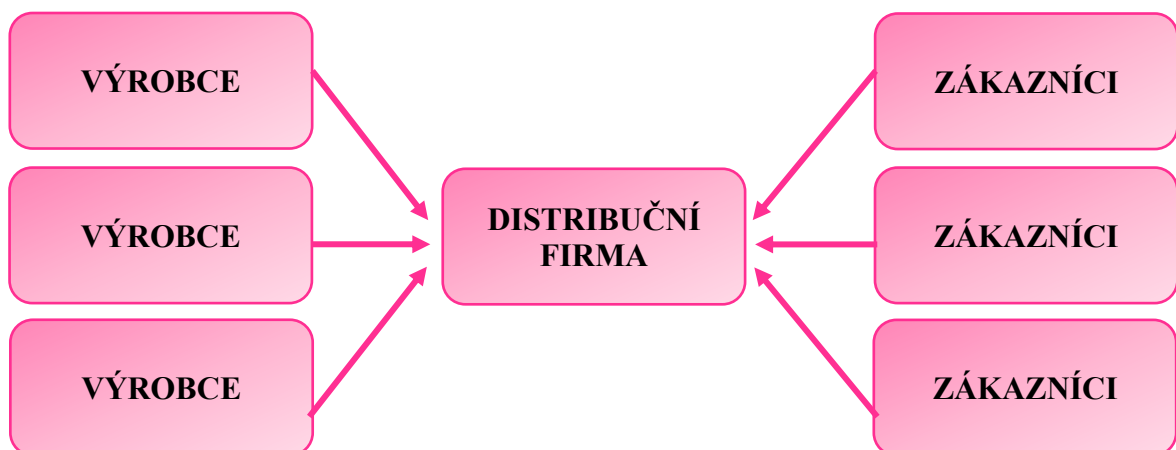 VÝROBCE
VÝROBCE
VÝROBCE
DISTRIBUČNÍ
FIRMA
ZÁKAZNÍCI
ZÁKAZNÍCI
ZÁKAZNÍCI